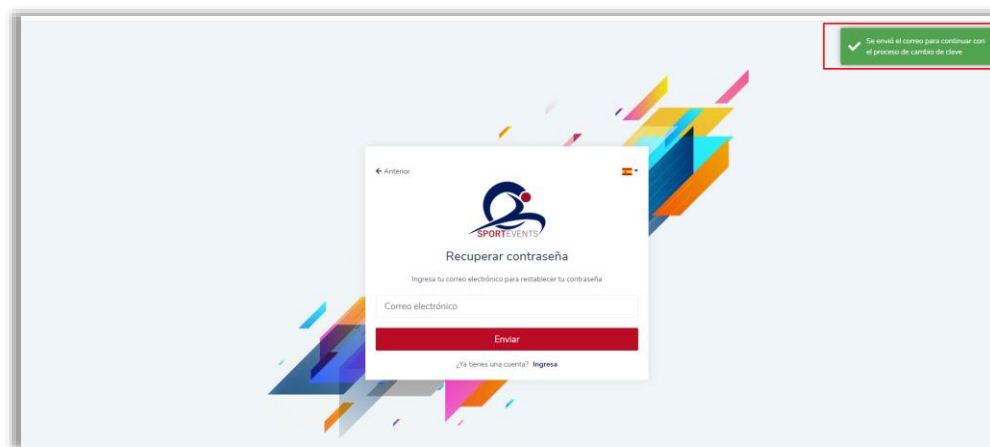 Se envió el correo para continuar con
el proceso de cambio de clave
← Anterior
SPORTEVENTS
Recuperar contraseña
Ingresa tu correo electrónico para restablecer tu contraseña
Correo electrónico
Enviar
¿Ya tienes una cuenta? Ingresa